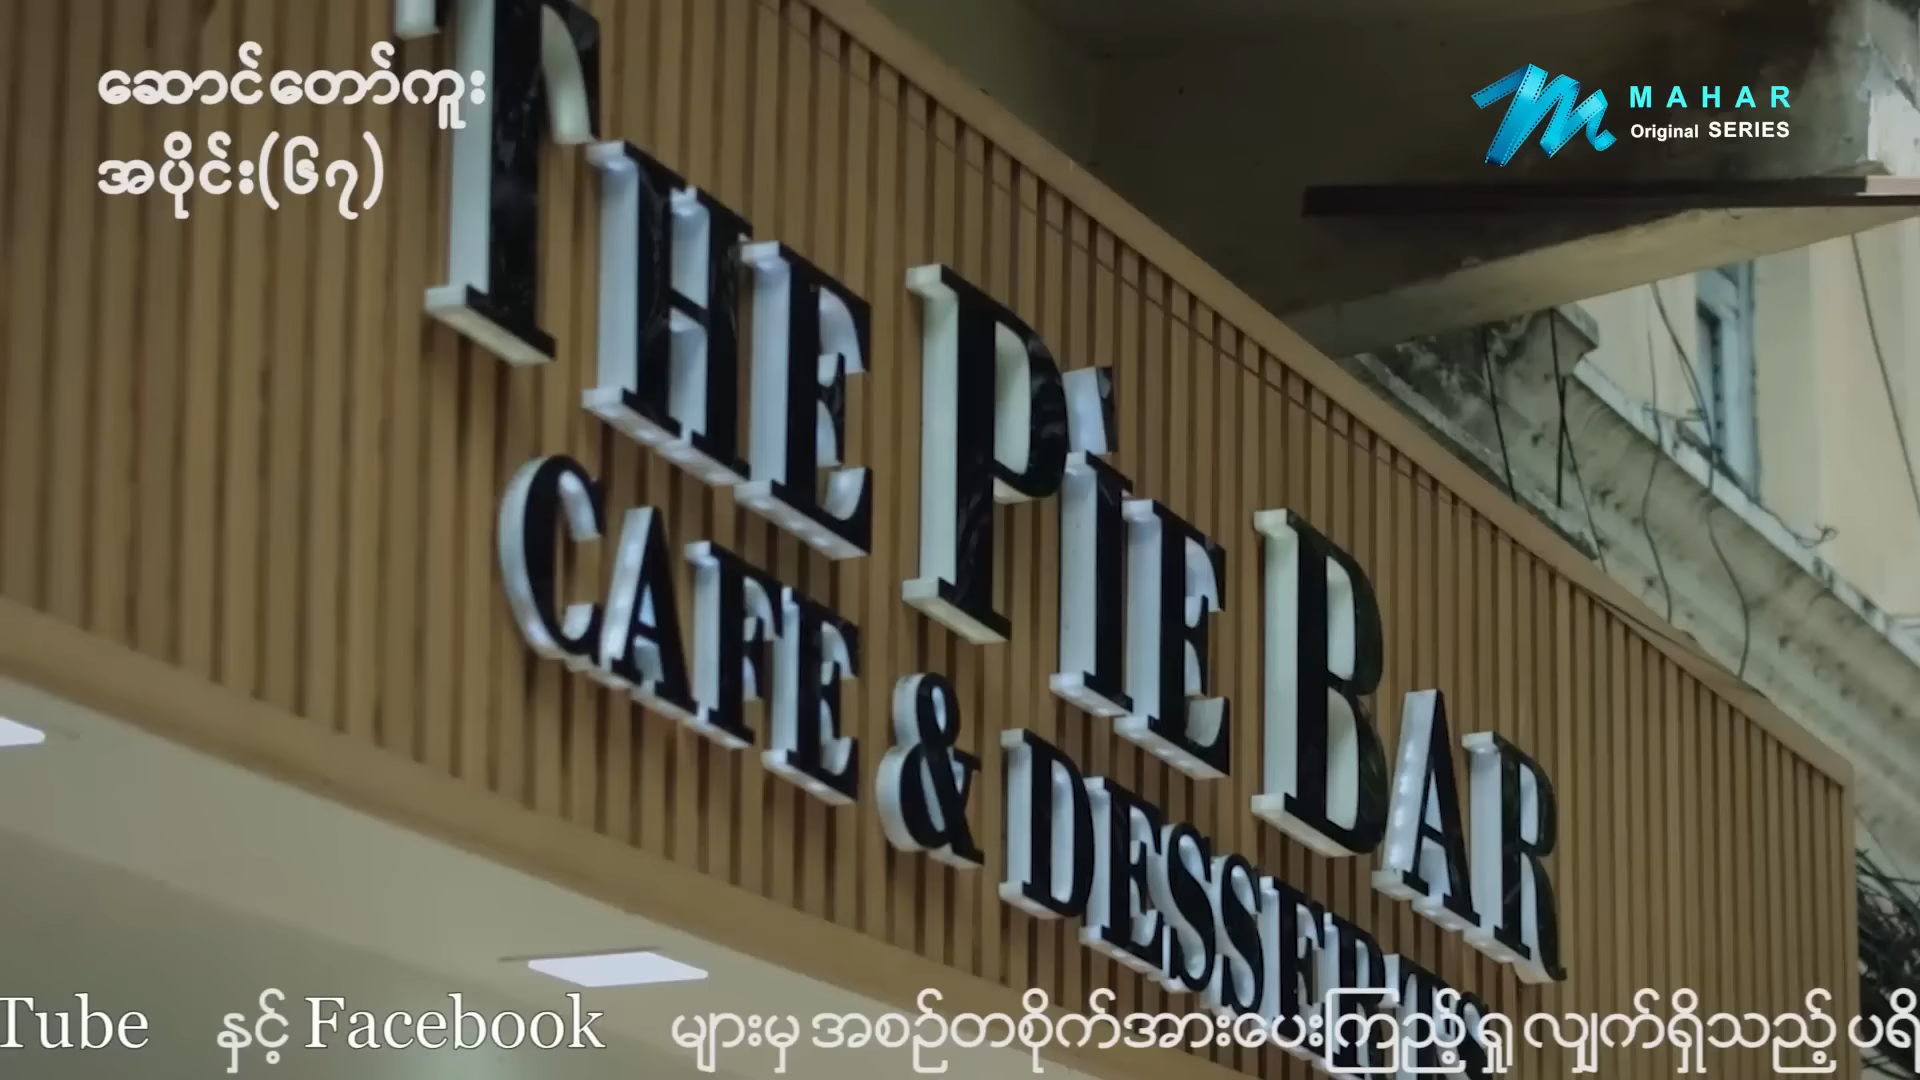 ဆောင်တော်ကူး
အပိုင်း(၆၇)
MAHAR
Original SERIES
THE PIE BAR
CAFE & DESSERTS
Tube နှင့် Facebook များမှ အစဉ်တစိုက်အားပေးကြည့်ရှုလျှက်ရှိသည့် ပရိ